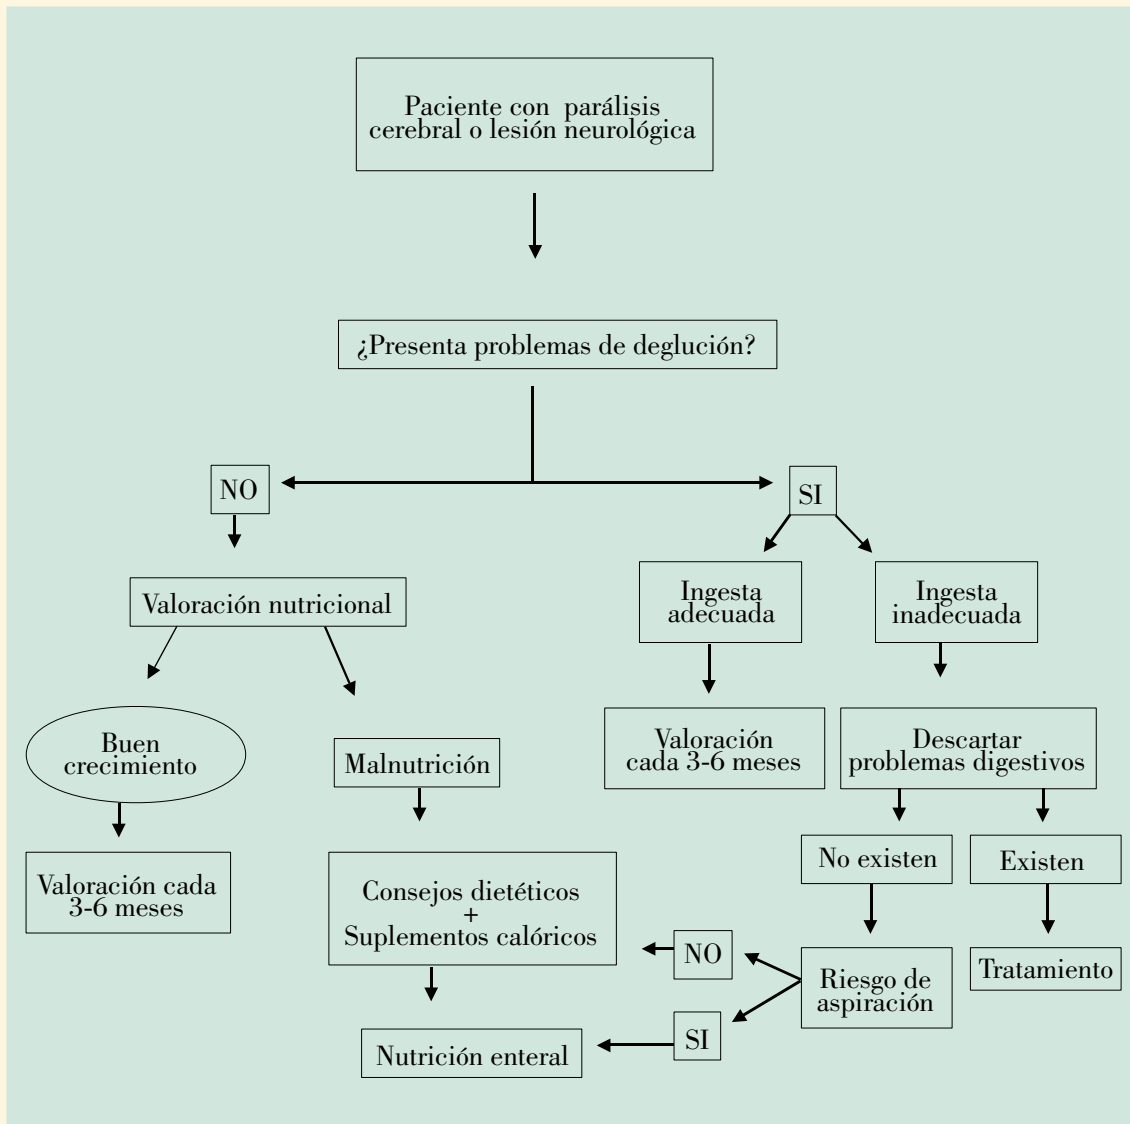 Paciente con parálisis
cerebral o lesión neurológica
¿Presenta problemas de deglución?
NO
SI
Valoración nutricional
Ingesta
adecuada
Ingesta
inadecuada
Buen
crecimiento
Malnutrición
Valoración
cada 3-6 meses
Descartar
problemas digestivos
Valoración cada
3-6 meses
Consejos dietéticos
+
Suplementos calóricos
No existen
Existen
NO
Riesgo de
aspiración
Tratamiento
SI
Nutrición enteral